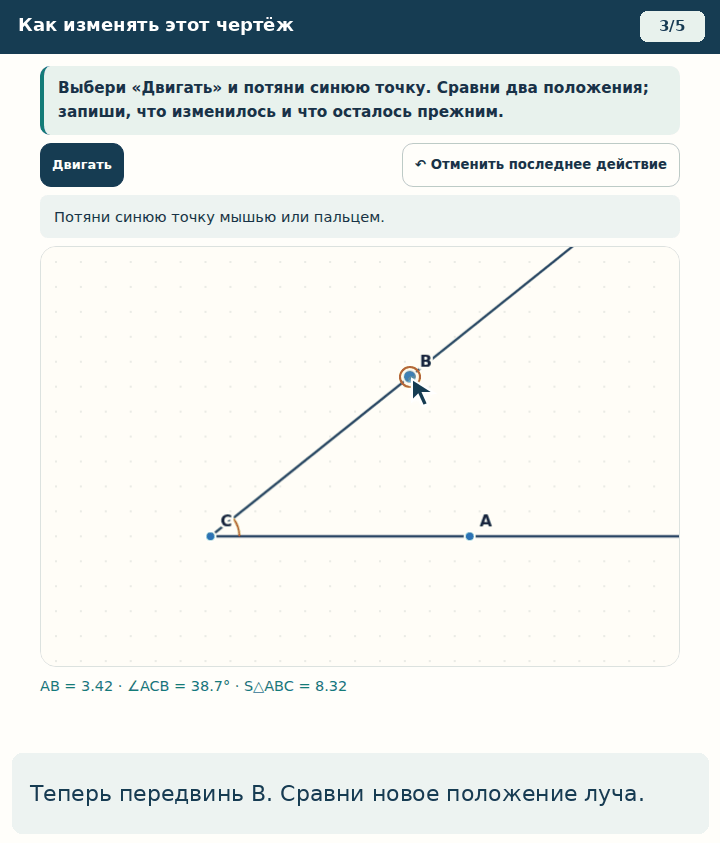 Как изменять этот чертёж
3/5
Выбери «Двигать» и потяни синюю точку. Сравни два положения;
запиши, что изменилось и что осталось прежним.
Двигать
↶ Отменить последнее действие
Потяни синюю точку мышью или пальцем.
B
C
A
AB = 3.42 · ∠ACB = 38.7° · S△ABC = 8.32
Теперь передвинь B. Сравни новое положение луча.